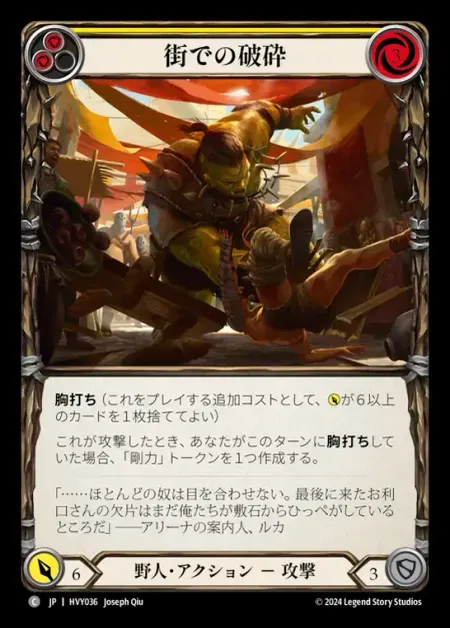 街での破砕
3
胸打ち（これをプレイする追加コストとして、が６以上
のカードを１枚捨ててよい）
これが攻撃したとき、あなたがこのターンに胸打ちして
いた場合、「剛力」トークンを１つ作成する。
「……ほとんどの奴は目を合わせない。最後に来たお利
口さんの欠片はまだ俺たちが敷石からひっぺがしている
ところだ」――アリーナの案内人、ルカ
6
野人・アクション － 攻撃
3
C JP | HVY036 Joseph Qiu
© 2024 Legend Story Studios